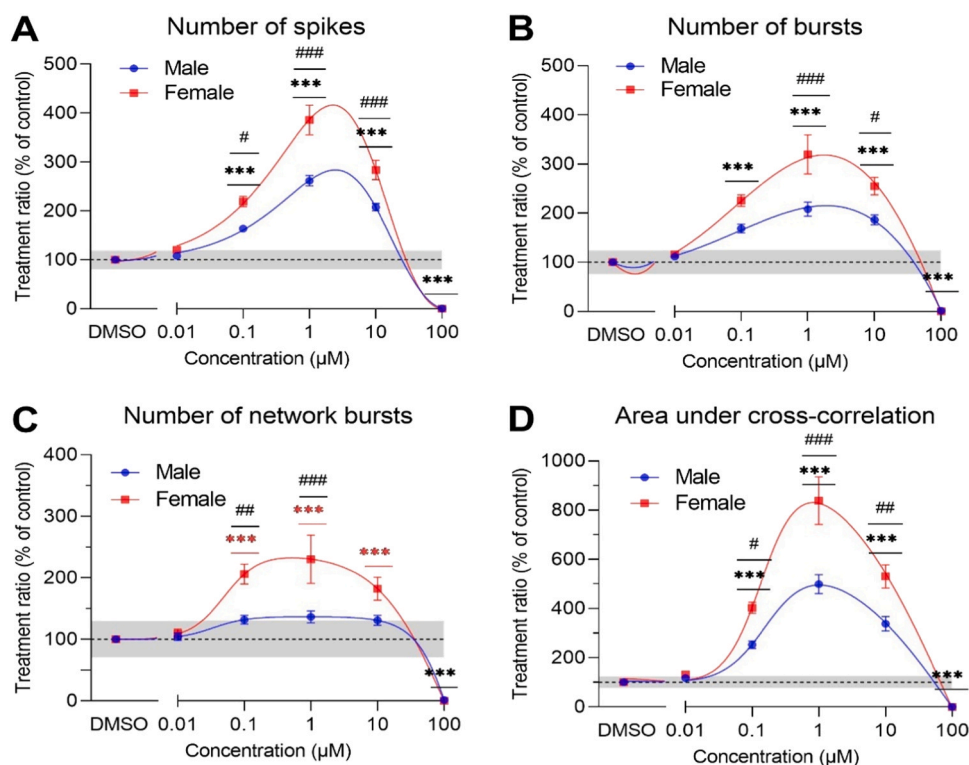 A
Number of spikes
Treatment ratio (% of control)
500
400
300
200
100
0
Male
Female
#
***
###
***
###
***
***
DMSO
0.01
0.1
1
10
100
Concentration (µM)
B
Number of bursts
Treatment ratio (% of control)
500
400
300
200
100
0
Male
Female
***
###
***
#
***
***
DMSO
0.01
0.1
1
10
100
Concentration (µM)
C
Number of network bursts
Treatment ratio (% of control)
400
300
200
100
0
Male
Female
##
***
###
***
***
***
DMSO
0.01
0.1
1
10
100
Concentration (µM)
D
Area under cross-correlation
Treatment ratio (% of control)
1000
800
600
400
200
0
Male
Female
#
***
###
***
##
***
***
DMSO
0.01
0.1
1
10
100
Concentration (µM)